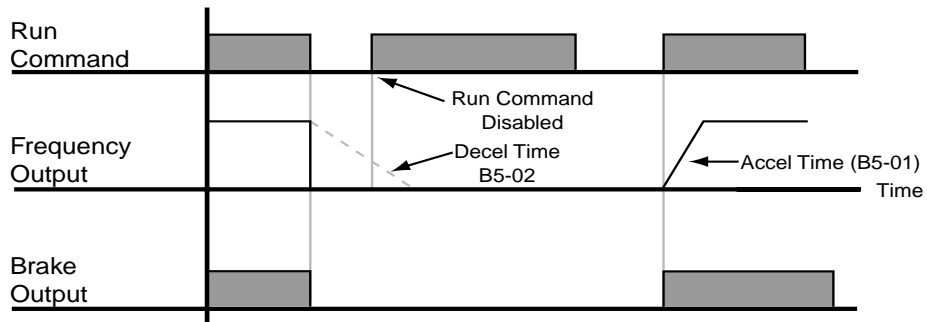 Run
Command
Run Command
Disabled
Frequency
Output
Decel Time
B5-02
Accel Time (B5-01)
Time
Brake
Output